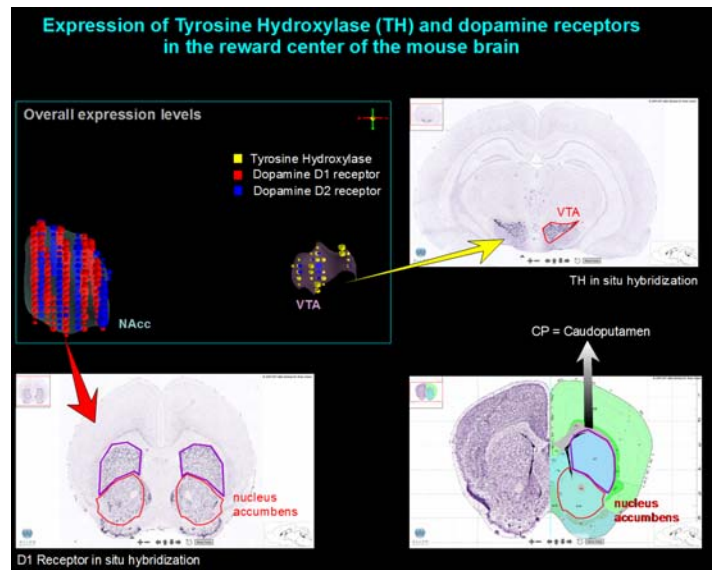 Expression of Tyrosine Hydroxylase (TH) and dopamine receptors
in the reward center of the mouse brain
Overall expression levels
Tyrosine Hydroxylase
Dopamine D1 receptor
Dopamine D2 receptor
NAcc
VTA
VTA
TH in situ hybridization
CP = Caudoputamen
nucleus
accumbens
D1 Receptor in situ hybridization
nucleus
accumbens